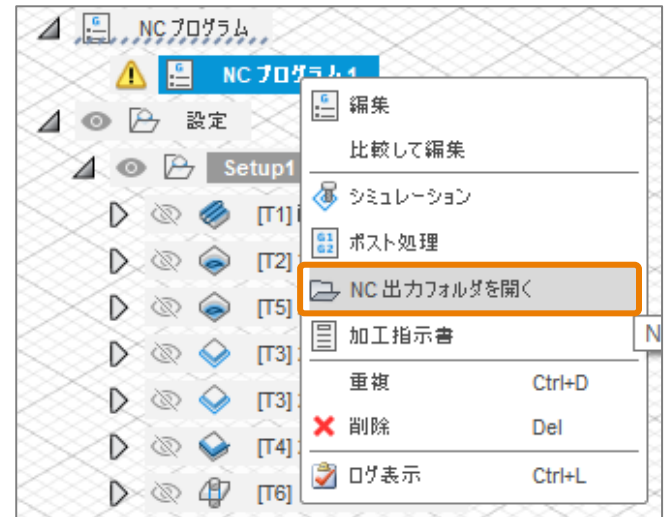 NC プログラム
NC プログラム 1
編集
設定
比較して編集
Setup1
シミュレーション
[T1]
G1
G2
ポスト処理
[T2]
NC 出力フォルダを開く
[T5]
加工指示書
N
[T3]
重複 Ctrl+D
[T3]
削除 Del
[T4]
ログ表示 Ctrl+L
[T6]